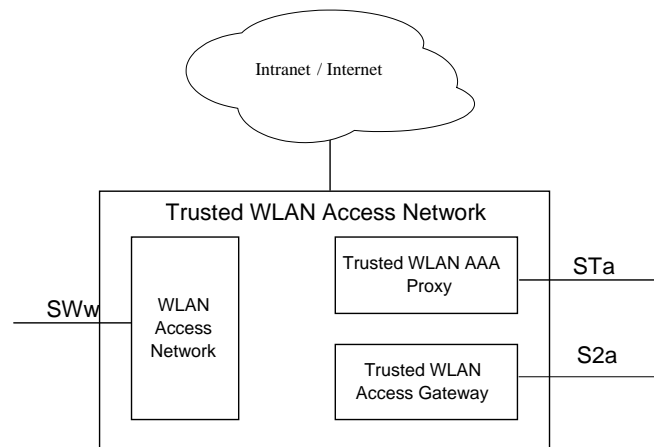 Intranet / Internet
Trusted WLAN Access Network
SWw
WLAN
Access
Network
Trusted WLAN AAA
Proxy
STa
Trusted WLAN
Access Gateway
S2a